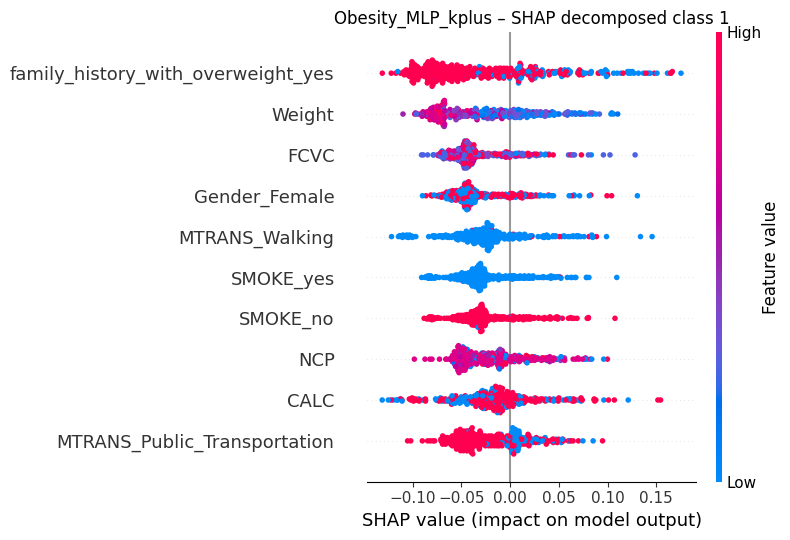 Obesity_MLP_kplus – SHAP decomposed class 1
High
family_history_with_overweight_yes
Weight
FCVC
Gender_Female
MTRANS_Walking
SMOKE_yes
SMOKE_no
NCP
CALC
MTRANS_Public_Transportation
Feature value
Low
−0.10 −0.05 0.00 0.05 0.10 0.15
SHAP value (impact on model output)